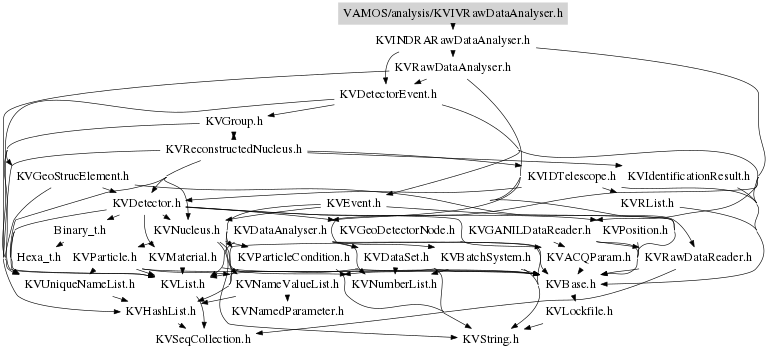 VAMOS/analysis/KVIVRawDataAnalyser.h
KVINDRARawDataAnalyser.h
KVRawDataAnalyser.h
KVDetectorEvent.h
KVGroup.h
KVReconstructedNucleus.h
KVGeoStrucElement.h KVIDTelescope.h KVIdentificationResult.h
KVDetector.h KVEvent.h KVRList.h
Binary_t.h KVNucleus.h KVDataAnalyser.h KVGeoDetectorNode.h KVGANILDataReader.h KVPosition.h
Hexa_t.h KVParticle.h KVMaterial.h KVParticleCondition.h KVDataSet.h KVBatchSystem.h KVACQParam.h KVRawDataReader.h
KVUniqueNameList.h KVList.h KVNameValueList.h KVNumberList.h KVBase.h
KVHashList.h KVNamedParameter.h KVLockfile.h
KVSeqCollection.h KVString.h